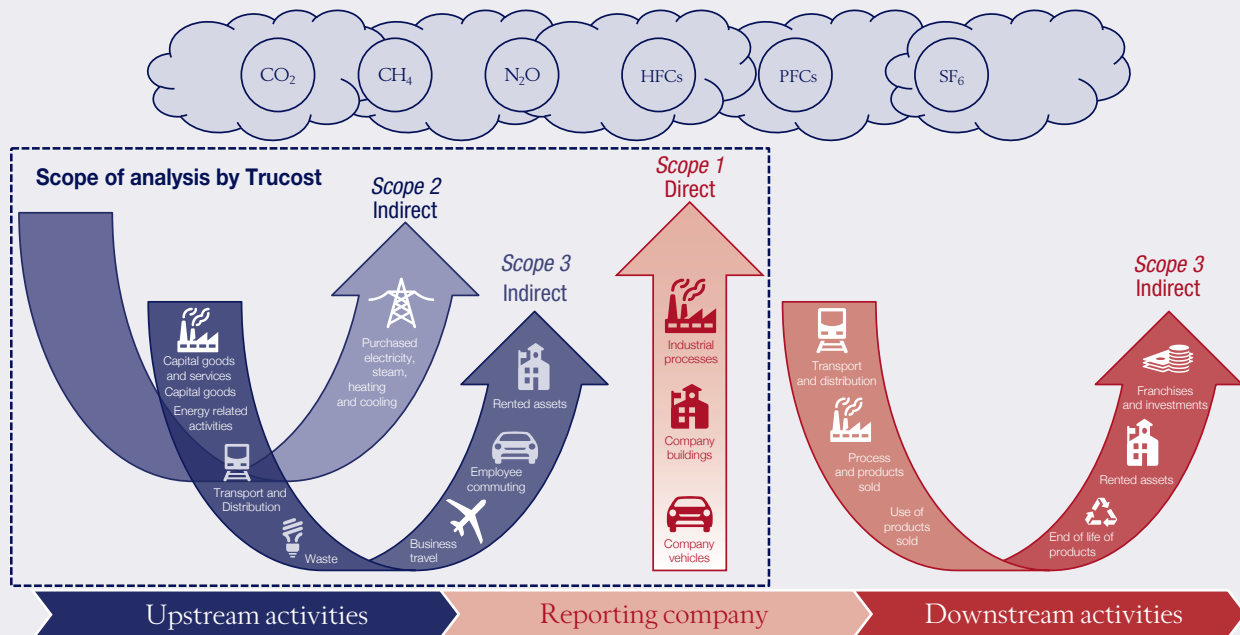 CO₂
CH₄
N₂O
HFCs
PFCs
SF₆
Scope of analysis by Trucost
Scope 2
Indirect
Scope 3
Indirect
Scope 1
Direct
Scope 3
Indirect
Capital goods
and services
Capital goods
Energy related
activities
Transport and
Distribution
Waste
Purchased
electricity,
steam,
heating
and cooling
Business
travel
Employee
commuting
Rented assets
Industrial
processes
Company
buildings
Company
vehicles
Transport
and distribution
Process
and products
sold
Use of
products
sold
End of life of
products
Rented assets
Franchises
and investments
Upstream activities
Reporting company
Downstream activities